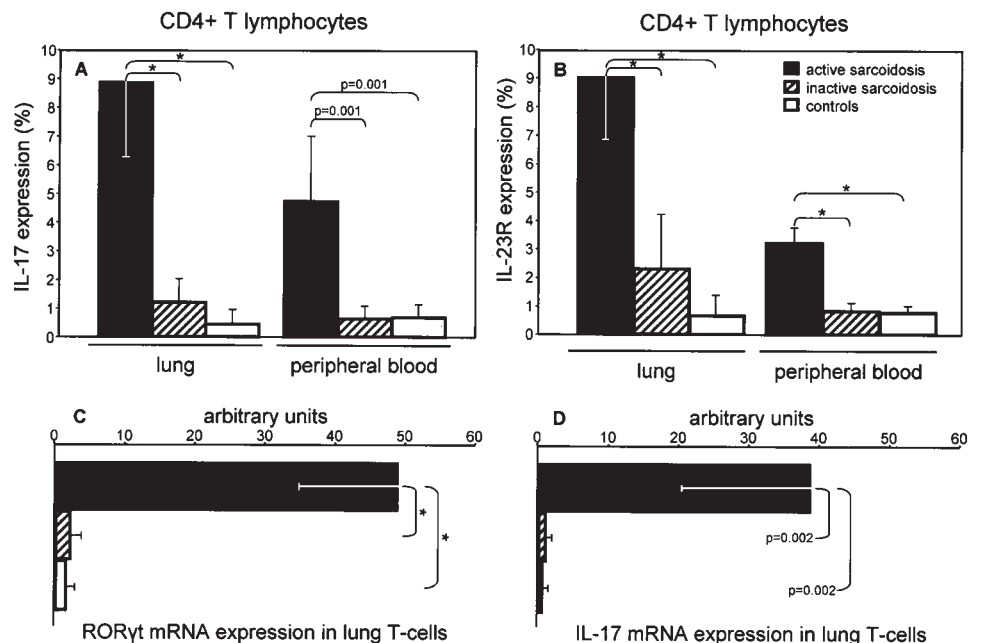 CD4+ T lymphocytes
A
IL-17 expression (%)
10
9
8
7
6
5
4
3
2
1
0
*
*
p=0.001
p=0.001
lung
peripheral blood
CD4+ T lymphocytes
B
IL-23R expression (%)
10
9
8
7
6
5
4
3
2
1
0
*
*
*
*
active sarcoidosis
inactive sarcoidosis
controls
lung
peripheral blood
C
arbitrary units
0 10 20 30 40 50 60
*
*
RORγt mRNA expression in lung T-cells
D
arbitrary units
0 20 40 60
p=0.002
p=0.002
IL-17 mRNA expression in lung T-cells